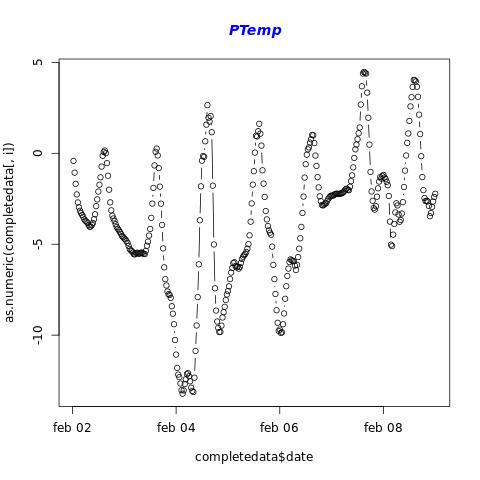 PTemp
as.numeric(completedata[, i])
5
0
-5
-10
feb 02 feb 04 feb 06 feb 08
completedata$date